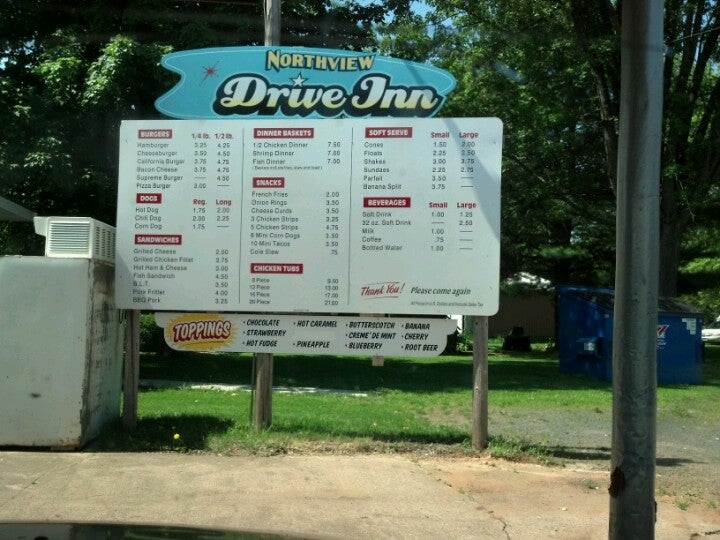 NORTHVIEW
Drive Inn
BURGERS 1/4 lb. 1/2 lb.
Hamburger 3.25 4.25
Cheeseburger 3.50 4.50
California Burger 3.75 4.75
Bacon Cheese 3.75 4.75
Supreme Burger — 4.75
Pizza Burger 3.00 —
DOGS Reg. Long
Hot Dog 1.75 2.00
Chili Dog 2.00 2.25
Corn Dog 1.75 —
SANDWICHES
Grilled Cheese 2.50
Grilled Chicken Fillet 3.75
Hot Ham & Cheese 3.00
Fish Sandwich 4.50
B.L.T. 3.50
Pork Fritter 4.00
BBQ Pork 3.25
DINNER BASKETS
1/2 Chicken Dinner 7.50
Shrimp Dinner 7.00
Fish Dinner 7.00
(Baskets include fries, slaw and toast)
SNACKS
French Fries 2.00
Onion Rings 3.50
Cheese Curds 3.50
3 Chicken Strips 3.25
5 Chicken Strips 4.75
6 Mini Corn Dogs 3.50
10 Mini Tacos 3.50
Cole Slaw .75
CHICKEN TUBS
8 Piece 9.50
12 Piece 13.00
16 Piece 17.00
20 Piece 21.00
SOFT SERVE Small Large
Cones 1.50 2.00
Floats 2.25 2.50
Shakes 3.00 3.75
Sundaes 2.25 2.75
Parfait 3.50 —
Banana Split 3.75 —
BEVERAGES Small Large
Soft Drink 1.00 1.25
32 oz. Soft Drink — 2.50
Milk 1.00 —
Coffee .75 —
Bottled Water 1.00
Thank You! Please come again
TOPPINGS
• CHOCOLATE • HOT CARAMEL • BUTTERSCOTCH • BANANA
• STRAWBERRY • CREME' DE MINT • CHERRY
• HOT FUDGE • PINEAPPLE • BLUEBERRY • ROOT BEER